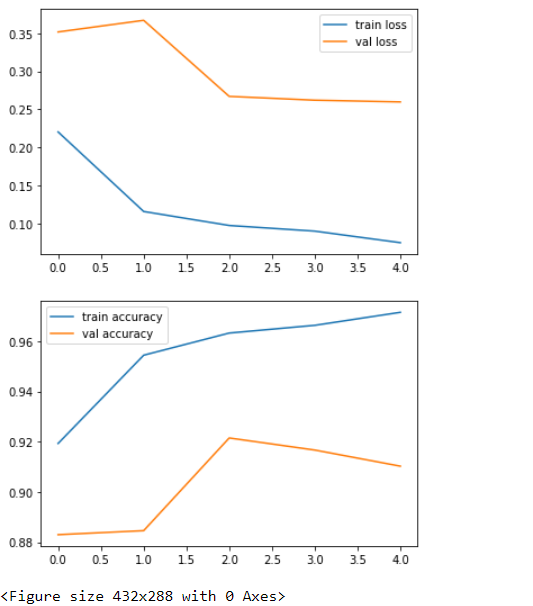 train loss
val loss
0.35
0.30
0.25
0.20
0.15
0.10
0.0 0.5 1.0 1.5 2.0 2.5 3.0 3.5 4.0
train accuracy
val accuracy
0.96
0.94
0.92
0.90
0.88
0.0 0.5 1.0 1.5 2.0 2.5 3.0 3.5 4.0
<Figure size 432x288 with 0 Axes>